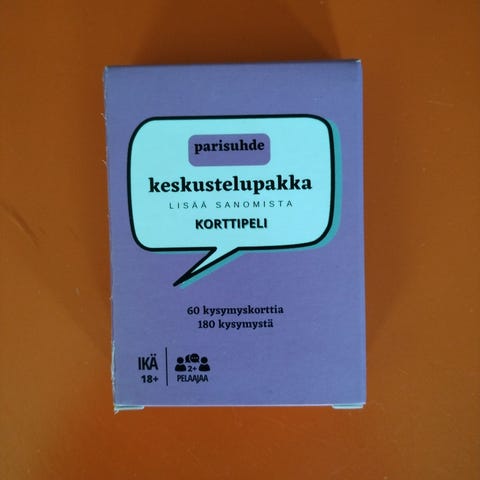 parisuhde
keskustelupakka
LISÄÄ SANOMISTA
KORTTIPELI
60 kysymyskorttia
180 kysymystä
IKÄ
18+
2+
PELAAJAA